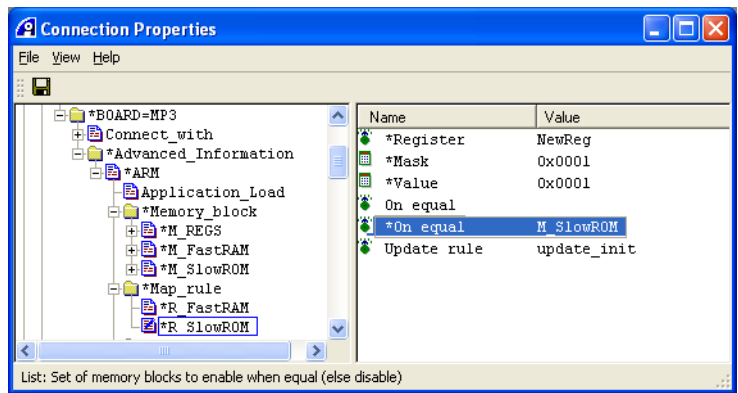 Connection Properties
File View Help
*BOARD=MP3
Connect_with
*Advanced_Information
*ARM
Application_Load
*Memory_block
*M_REGS
*M_FastRAM
*M_SlowROM
*Map_rule
*R_FastRAM
*R_SlowROM
Name Value
*Register NewReg
*Mask 0x0001
*Value 0x0001
On equal
*On equal M_SlowROM
Update rule update_init
List: Set of memory blocks to enable when equal (else disable)